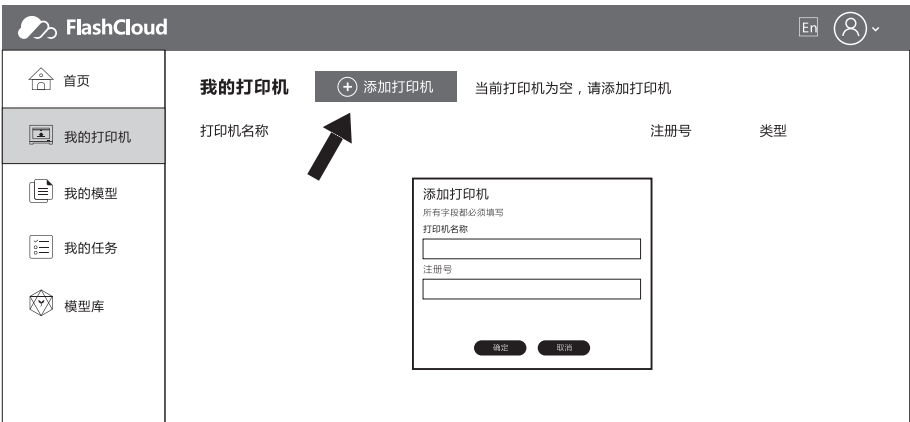 FlashCloud
En
首页
我的打印机
我的模型
我的任务
模型库
我的打印机 添加打印机 当前打印机为空，请添加打印机
打印机名称 注册号 类型
添加打印机
所有字段都必须填写
打印机名称
注册号
确定 取消